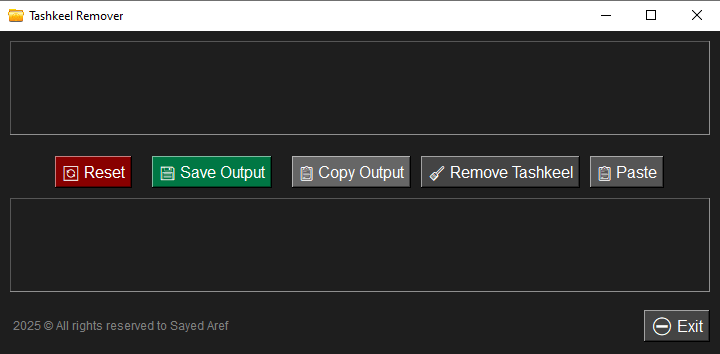 Tashkeel Remover
Reset Save Output Copy Output Remove Tashkeel Paste
2025 © All rights reserved to Sayed Aref
Exit